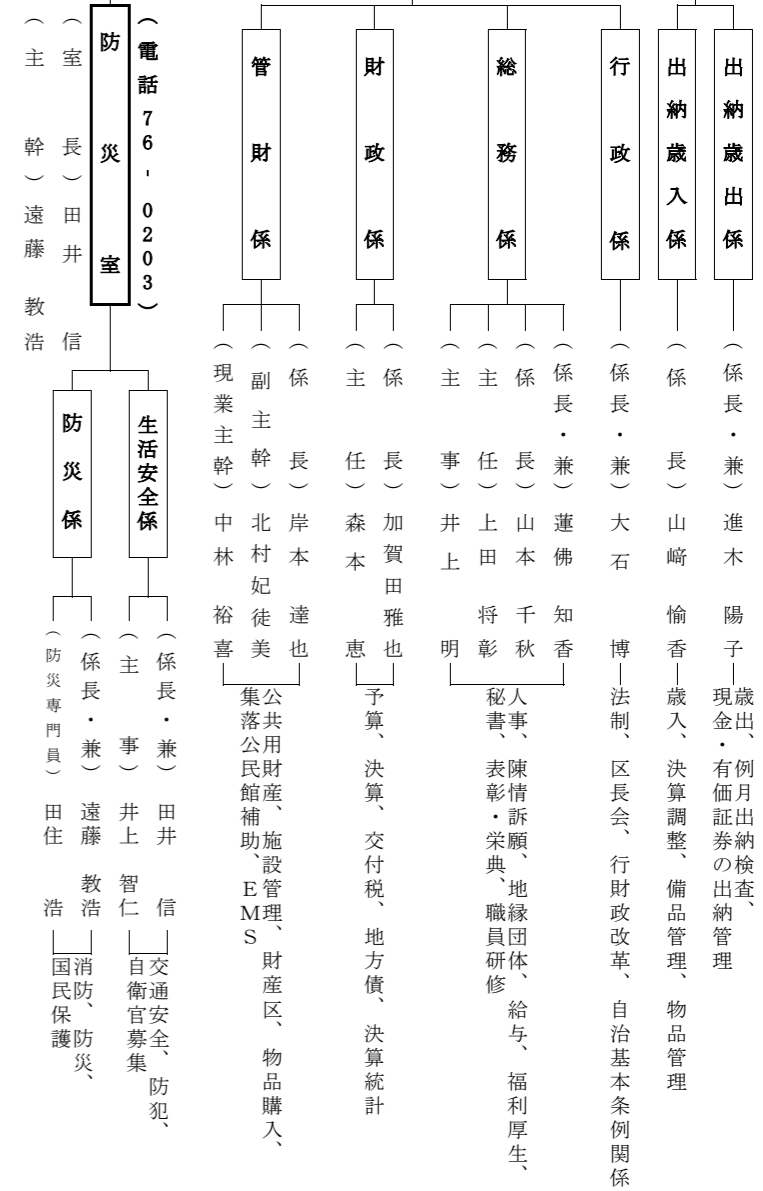 出納歳出係
（係長・兼）進木　陽子
歳出、例月出納検査、
現金・有価証券の出納管理
出納歳入係
（係　長）山﨑　愉香
歳入、決算調整、備品管理、物品管理
行政係
（係長・兼）大石　博
法制、区長会、行財政改革、自治基本条例関係
総務係
（係長・兼）蓮佛　知香
（係　長）山本　千秋
（主　任）上田　将彰
（主　事）井上　明
人事、陳情訴願、地縁団体、給与、福利厚生、
秘書、表彰・栄典、職員研修
財政係
（係　長）加賀田雅也
（主　任）森本　恵
予算、決算、交付税、地方債、決算統計
管財係
（係　長）岸本　達也
（副主幹）北村妃徒美
（現業主幹）中林　裕喜
公共用財産、施設管理、財産区、物品購入、
集落公民館補助、ＥＭＳ
（電話７６-０２０３）
防災室
（室　長）田井　信
（主　幹）遠藤　教浩
生活安全係
（係長・兼）田井　信
（主　事）井上　智仁
交通安全、防犯、
自衛官募集
防災係
（係長・兼）遠藤　教浩
（防災専門員）田住　浩
消防、防災、
国民保護